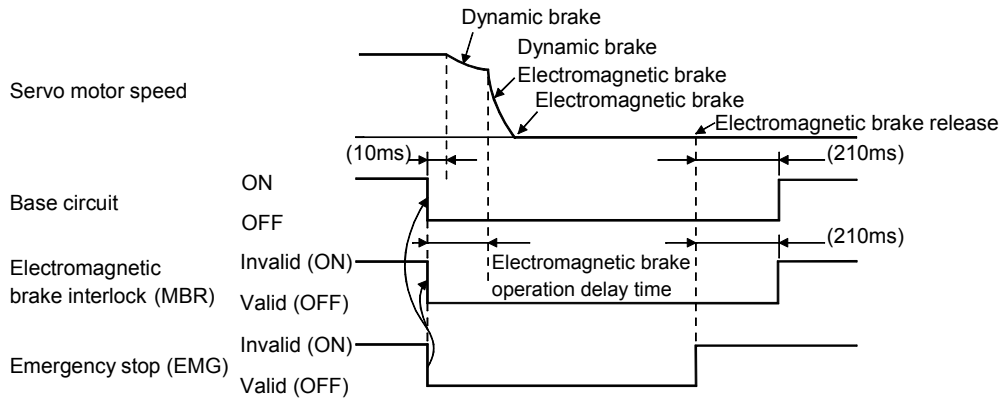 Dynamic brake
Dynamic brake
Electromagnetic brake
Electromagnetic brake
Servo motor speed
Electromagnetic brake release
(10ms)
(210ms)
ON
Base circuit
OFF
(210ms)
Invalid (ON)
Electromagnetic brake
operation delay time
Electromagnetic
brake interlock (MBR)
Valid (OFF)
Invalid (ON)
Emergency stop (EMG)
Valid (OFF)